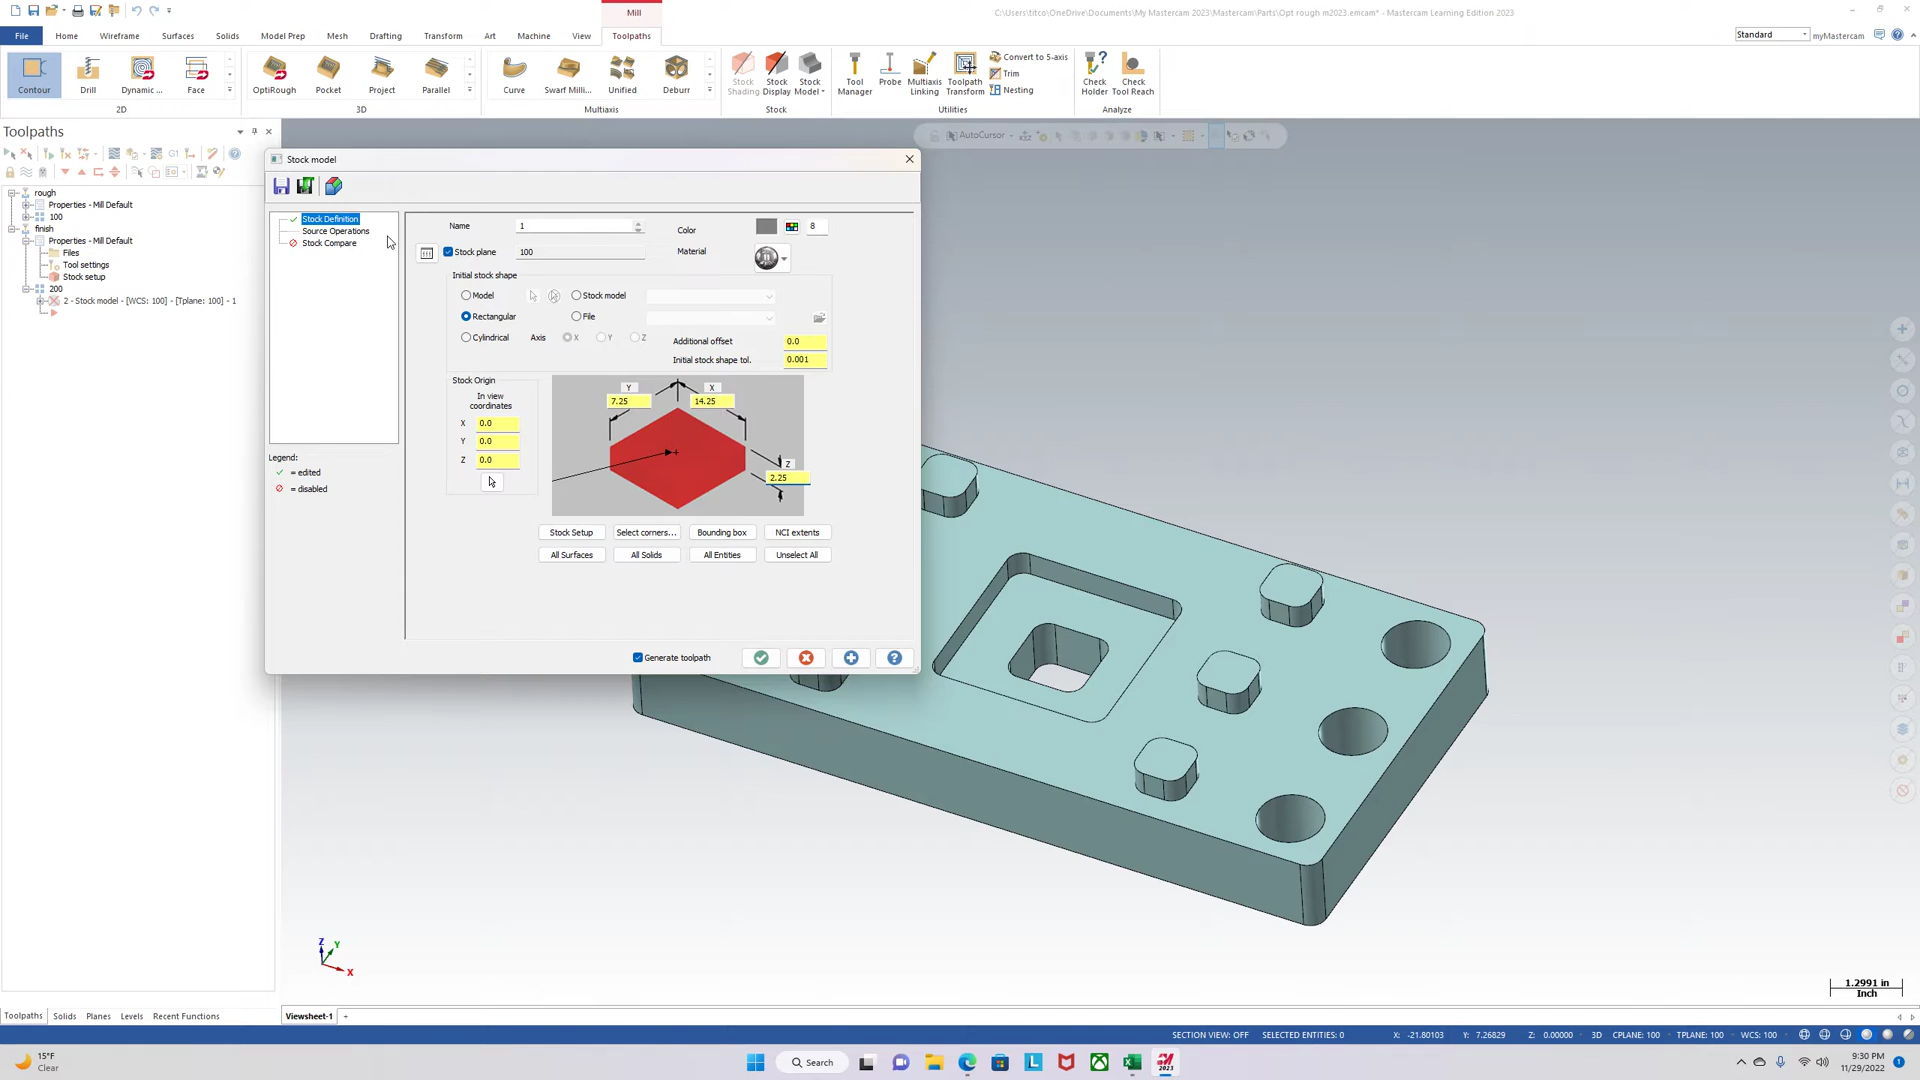 Mill
C:\Users\titco\OneDrive\Documents\My Mastercam 2023\Mastercam\Parts\Opt rough m2023.emcam* - Mastercam Learning Edition 2023
File Home Wireframe Surfaces Solids Model Prep Mesh Drafting Transform Art Machine View Toolpaths
Standard myMastercam
Contour Drill Dynamic ... Face
2D
OptiRough Pocket Project Parallel
3D
Curve Swarf Milli... Unified Deburr
Multiaxis
Stock Shading Stock Display Stock Model
Stock
Tool Manager Probe Multiaxis Linking Toolpath Transform
Convert to 5-axis
Trim
Nesting
Utilities
Check Holder Check Tool Reach
Analyze
Toolpaths
AutoCursor
G1
rough
Properties - Mill Default
100
finish
Properties - Mill Default
Files
Tool settings
Stock setup
200
2 - Stock model - [WCS: 100] - [Tplane: 100] - 1
Stock model
Stock Definition
Source Operations
Stock Compare
Legend:
= edited
= disabled
Name 1 Color 8
Stock plane 100 Material
Initial stock shape
Model Stock model
Rectangular File
Cylindrical Axis X Y Z
Additional offset 0.0
Initial stock shape tol. 0.001
Stock Origin
In view
coordinates
X 0.0
Y 0.0
Z 0.0
Y X
7.25 14.25
Z
2.25
Stock Setup Select corners... Bounding box NCI extents
All Surfaces All Solids All Entities Unselect All
Generate toolpath
Z Y
X
1.2991 in
Inch
Toolpaths Solids Planes Levels Recent Functions
Viewsheet-1 +
SECTION VIEW: OFF SELECTED ENTITIES: 0 X: -21.80103 Y: 7.26829 Z: 0.00000 3D CPLANE: 100 TPLANE: 100 WCS: 100
15°F
Clear
Search
2023
9:30 PM
11/29/2022
1